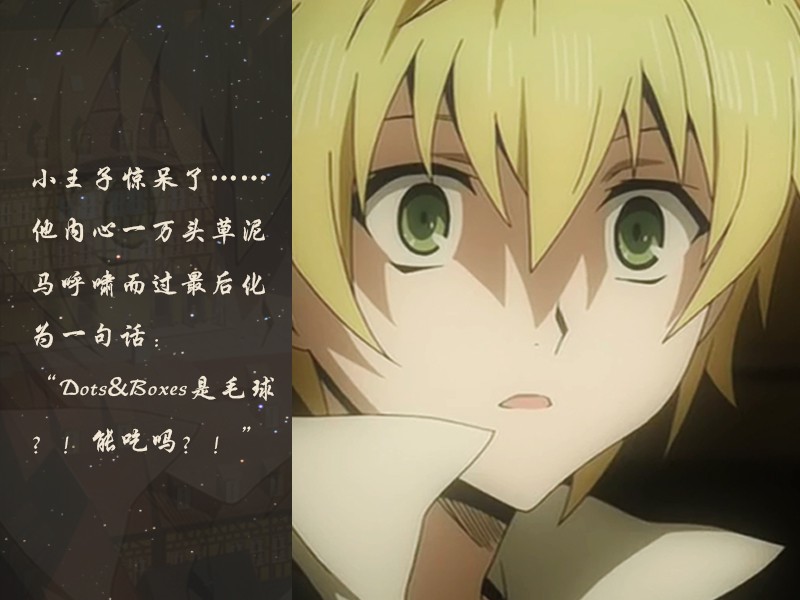 小王子惊呆了……
他内心一万头草泥
马呼啸而过最后化
为一句话：
“Dots&Boxes是毛球
？！能吃吗？！”